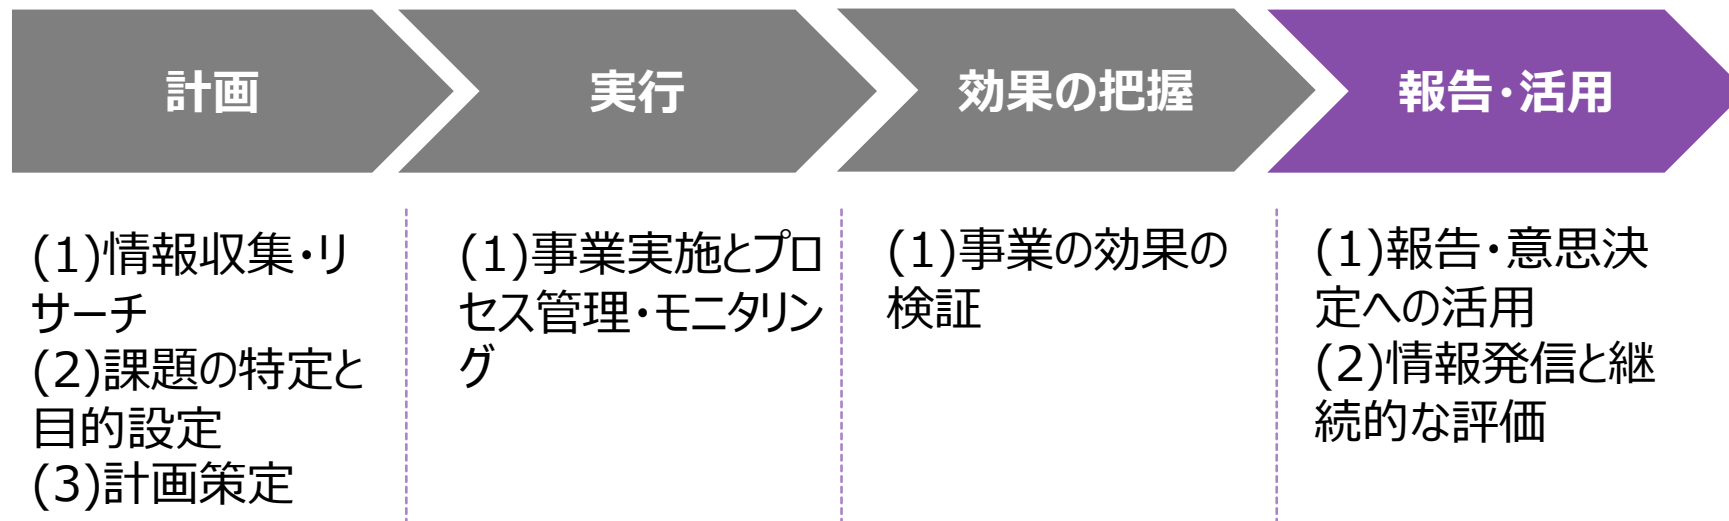 計画
実行
効果の把握
報告・活用
(1)情報収集・リ
サーチ
(2)課題の特定と
目的設定
(3)計画策定
(1)事業実施とプロ
セス管理・モニタリン
グ
(1)事業の効果の
検証
(1)報告・意思決
定への活用
(2)情報発信と継
続的な評価